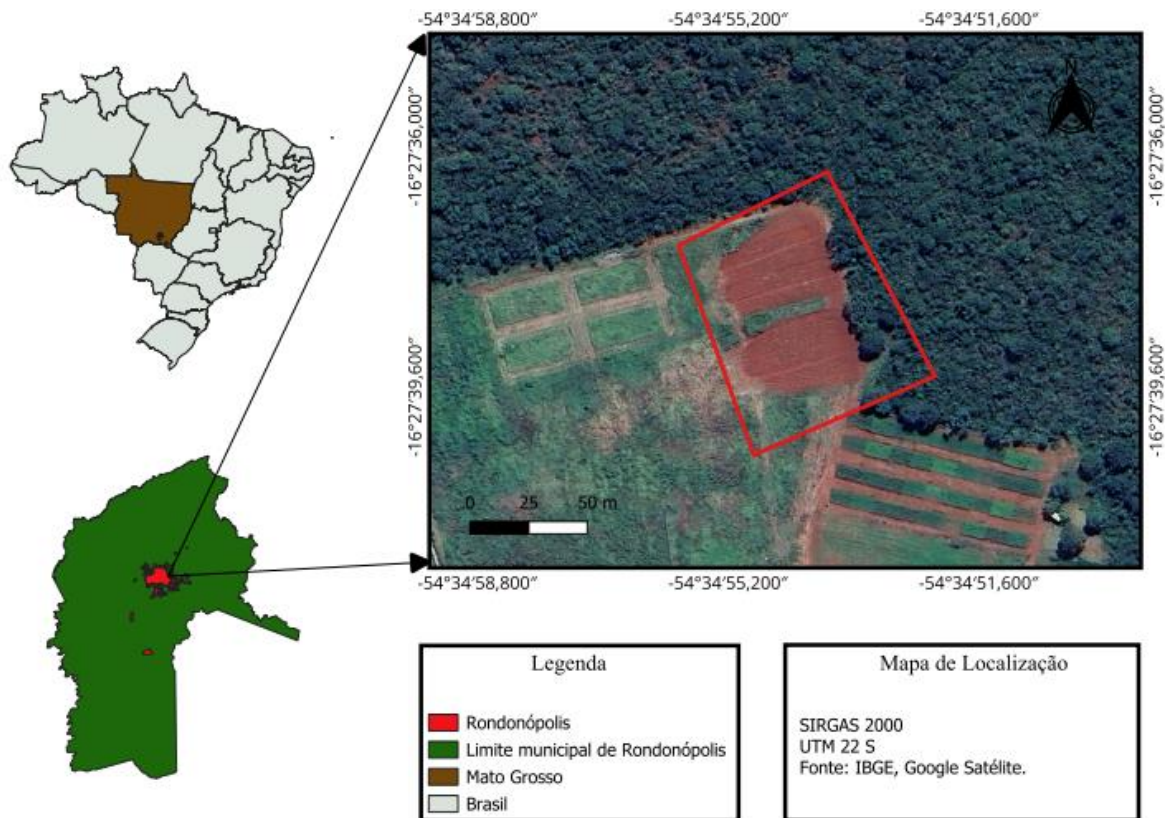 -54°34′58,800″ -54°34′55,200″ -54°34′51,600″
-16°27′36,000″
-16°27′39,600″
N
0 25 50 m
-16°27′36,000″
-16°27′39,600″
-54°34′58,800″ -54°34′55,200″ -54°34′51,600″
Legenda
Rondonópolis
Limite municipal de Rondonópolis
Mato Grosso
Brasil
Mapa de Localização
SIRGAS 2000
UTM 22 S
Fonte: IBGE, Google Satélite.